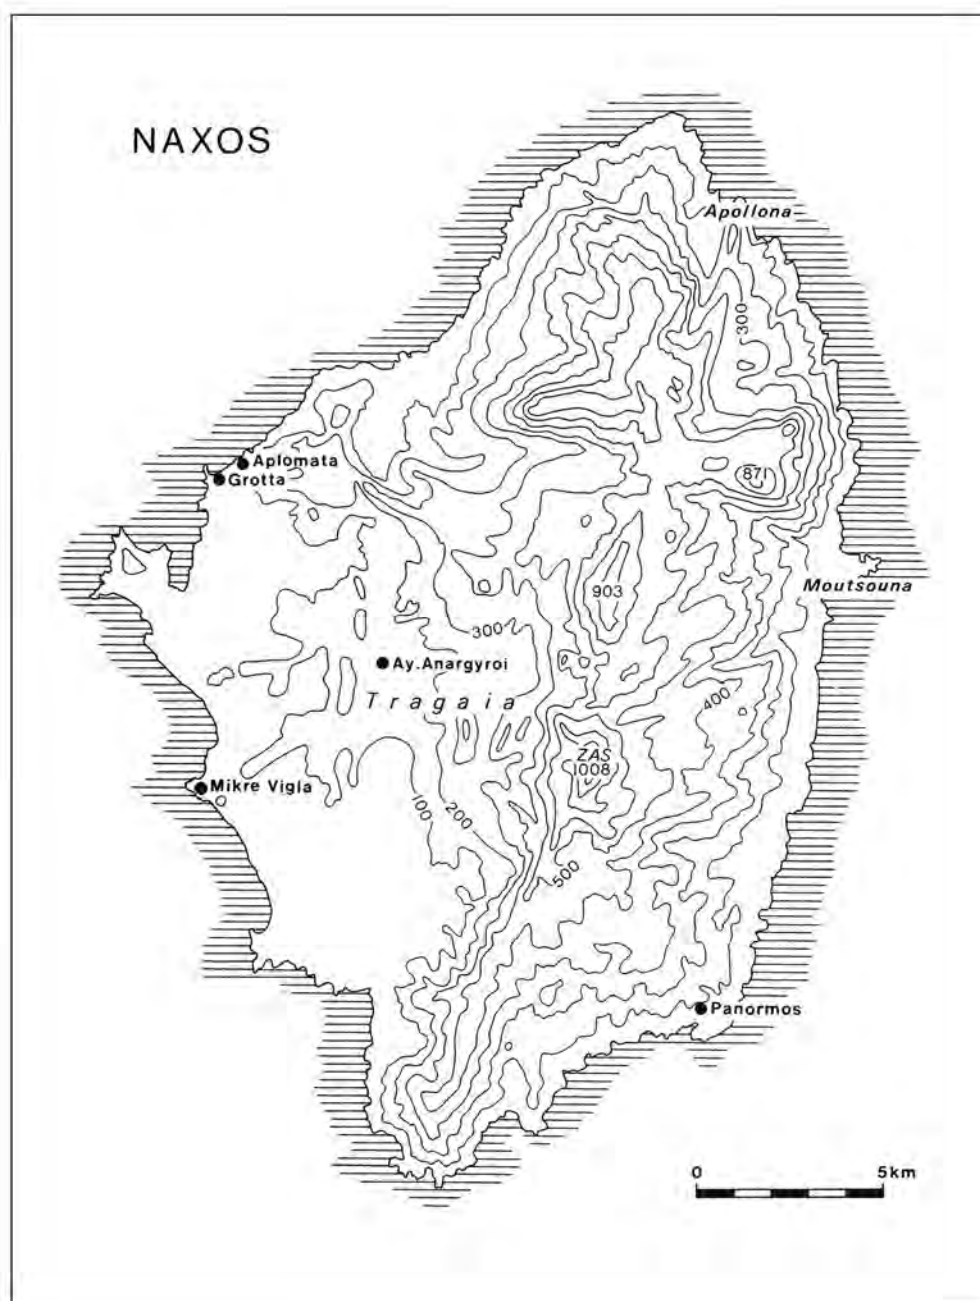 NAXOS
Apollona
300
Aplomata
Grotta
871
Moutsouna
903
300
Ay.Anargyroi
Tragaia
400
ZAS
1008
Mikre Vigla
100
200
500
Panormos
0 5km